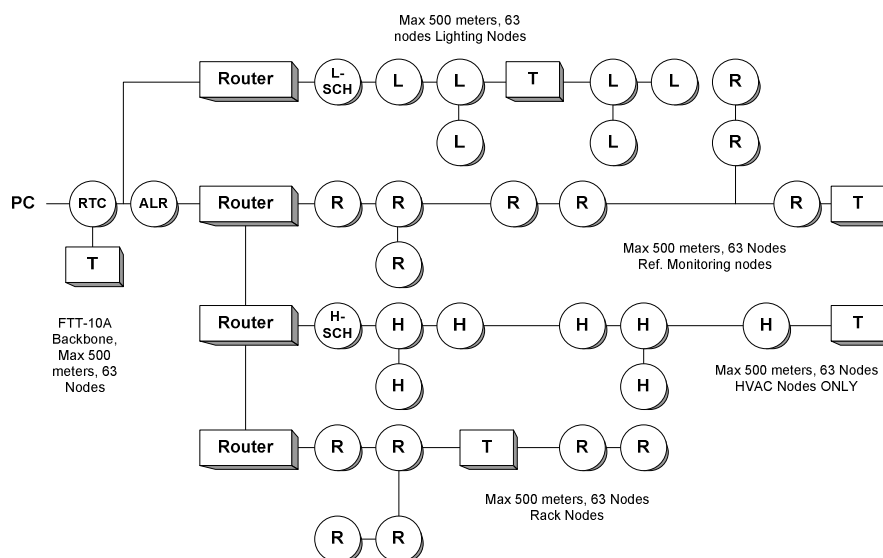 Max 500 meters, 63
nodes Lighting Nodes
Router
L-
SCH
L
L
T
L
L
R
L
L
R
PC
RTC
ALR
Router
R
R
R
R
R
T
T
R
Max 500 meters, 63 Nodes
Ref. Monitoring nodes
FTT-10A
Backbone,
Max 500
meters, 63
Nodes
Router
H-
SCH
H
H
H
H
H
T
H
H
Max 500 meters, 63 Nodes
HVAC Nodes ONLY
Router
R
R
T
R
R
Max 500 meters, 63 Nodes
Rack Nodes
R
R